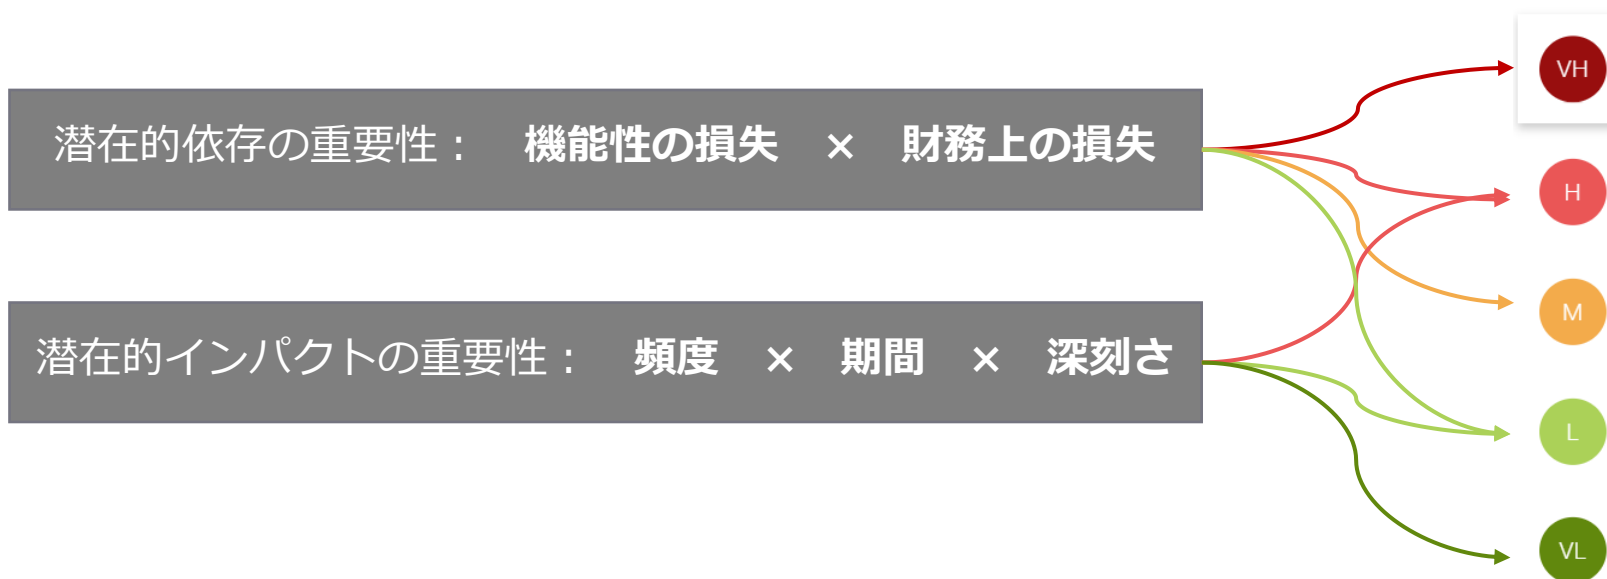 潜在的依存の重要性： 機能性の損失 × 財務上の損失
潜在的インパクトの重要性： 頻度 × 期間 × 深刻さ
VH
H
M
L
VL